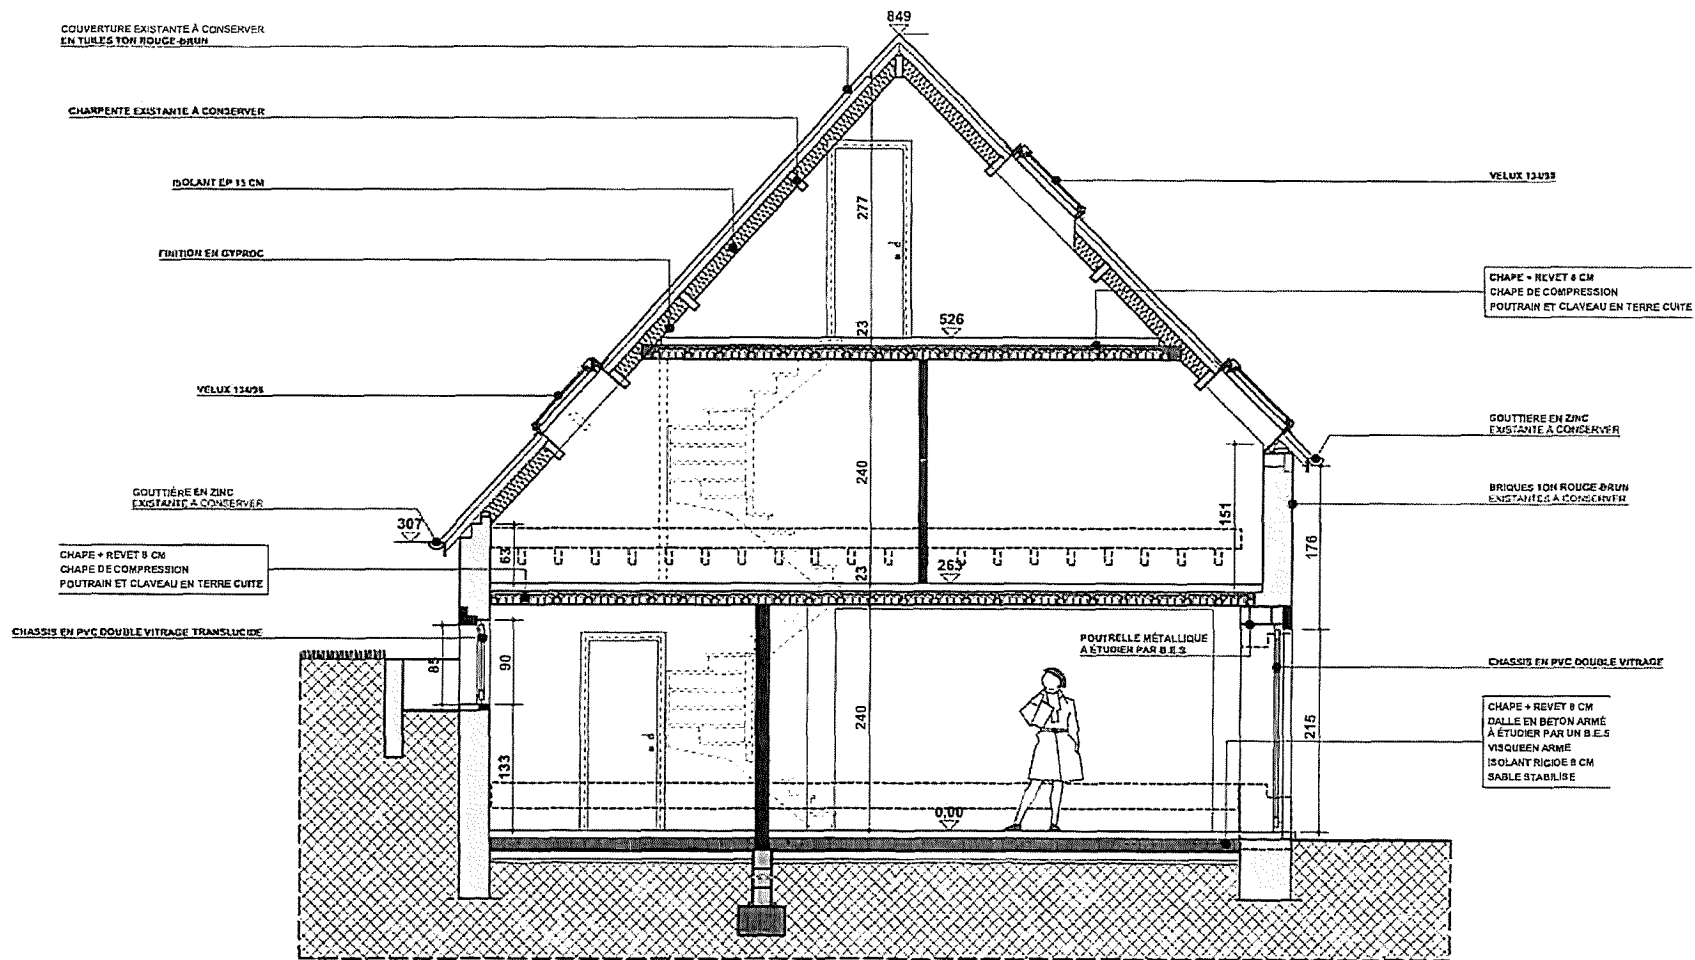 849
COUVERTURE EXISTANTE À CONSERVER
EN TUILES TON ROUGE-BRUN
CHARPENTE EXISTANTE À CONSERVER
ISOLANT EP 15 CM
FINITION EN GYPROC
VELUX 134/98
GOUTTIÈRE EN ZINC
EXISTANTE A CONSERVER
307
CHAPE + REVET 8 CM
CHAPE DE COMPRESSION
POUTRAIN ET CLAVEAU EN TERRE CUITE
CHASSIS EN PVC DOUBLE VITRAGE TRANSLUCIDE
85
90
133
63
277
23
526
240
23
263
240
0,00
151
176
215
POUTRELLE MÉTALLIQUE
A ÉTUDIER PAR B.E.S
VELUX 134/98
CHAPE + REVET 8 CM
CHAPE DE COMPRESSION
POUTRAIN ET CLAVEAU EN TERRE CUITE
GOUTTIERE EN ZINC
EXISTANTE A CONSERVER
BRIQUES TON ROUGE-BRUN
EXISTANTES A CONSERVER
CHASSIS EN PVC DOUBLE VITRAGE
CHAPE + REVET 8 CM
DALLE EN BETON ARMÉ
À ÉTUDIER PAR UN B.E.S
VISQUEEN ARMÉ
ISOLANT RIGIDE 8 CM
SABLE STABILISE